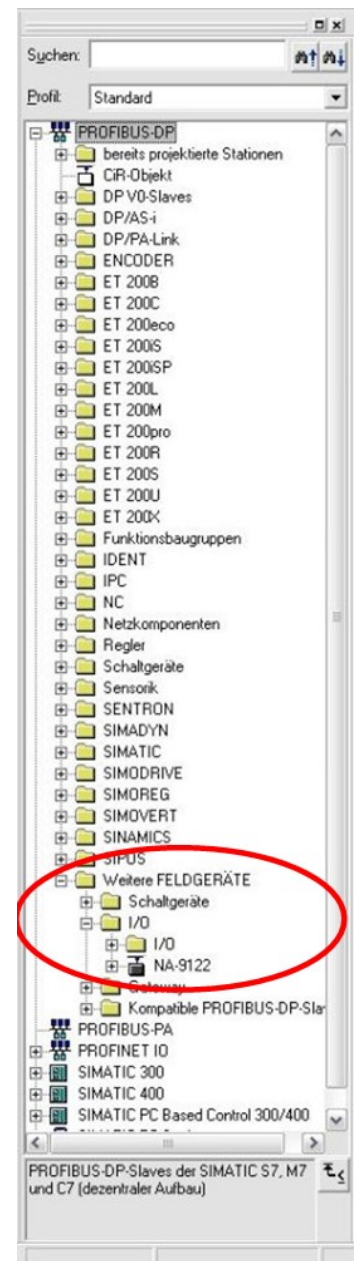 Suchen:
Profil: Standard
PROFIBUS-DP
bereits projektierte Stationen
CiR-Objekt
DP V0-Slaves
DP/AS-i
DP/PA-Link
ENCODER
ET 200B
ET 200C
ET 200eco
ET 200iS
ET 200iSP
ET 200L
ET 200M
ET 200pro
ET 200R
ET 200S
ET 200U
ET 200X
Funktionsbaugruppen
IDENT
IPC
NC
Netzkomponenten
Regler
Schaltgeräte
Sensorik
SENTRON
SIMADYN
SIMATIC
SIMODRIVE
SIMOREG
SIMOVERT
SINAMICS
SIPOS
Weitere FELDGERÄTE
Schaltgeräte
I/O
I/O
NA-9122
Gateway
Kompatible PROFIBUS-DP-Slav
PROFIBUS-PA
PROFINET IO
SIMATIC 300
SIMATIC 400
SIMATIC PC Based Control 300/400
PROFIBUS-DP-Slaves der SIMATIC S7, M7
und C7 (dezentraler Aufbau)